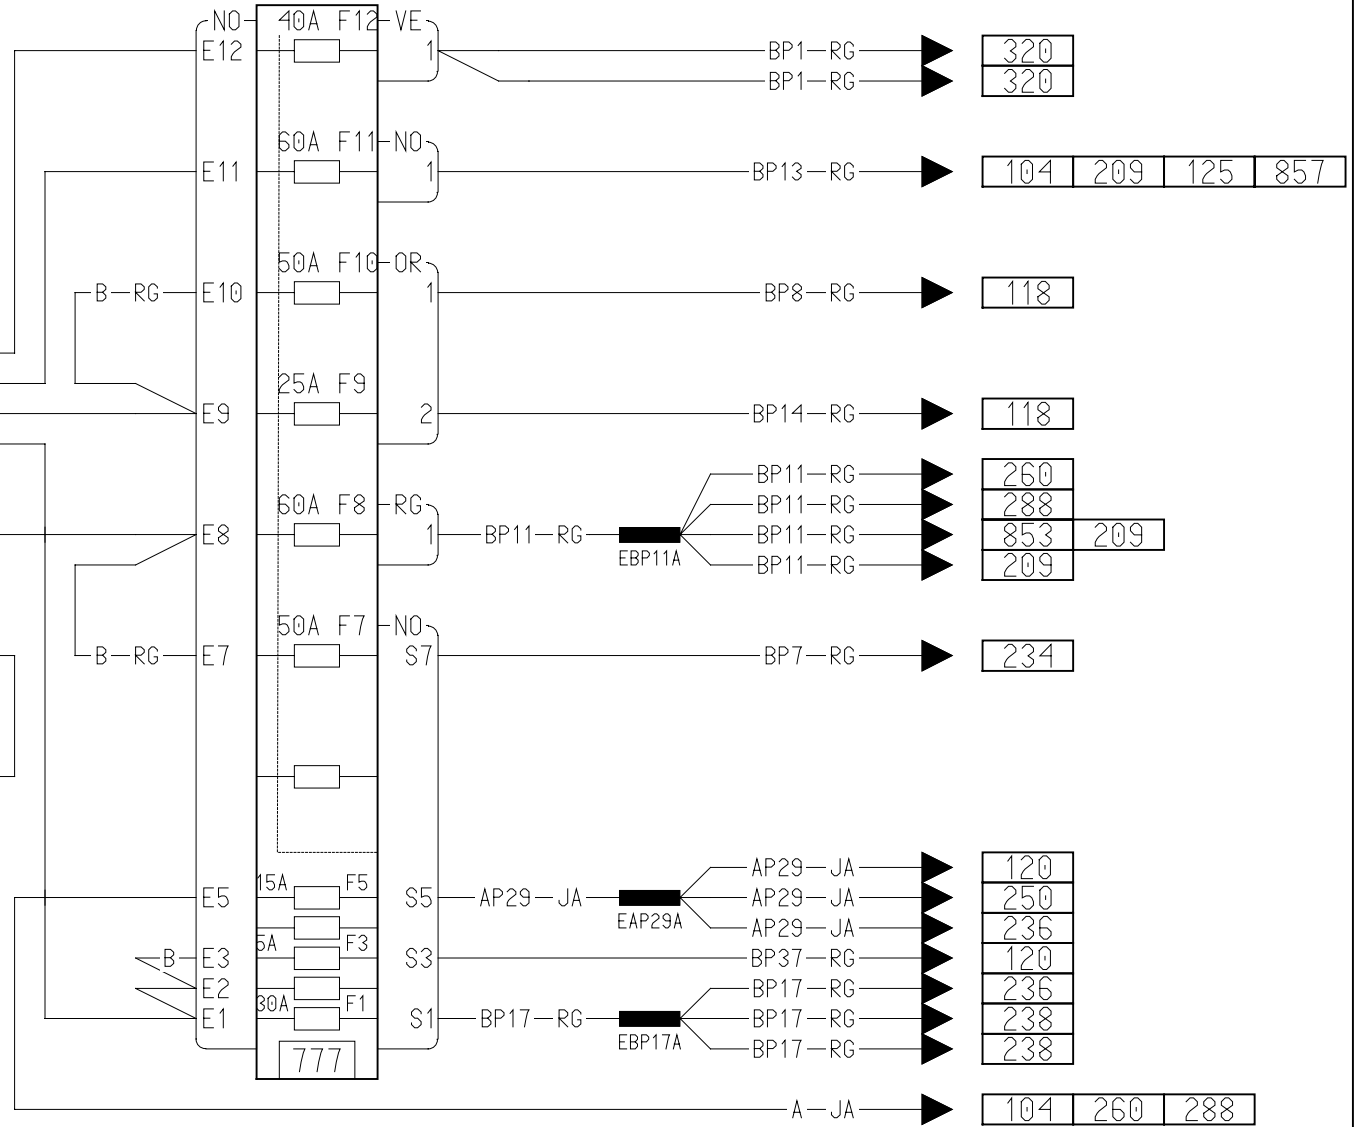 NO 40A F12 VE
E12 1 BP1 RG 320
BP1 RG 320
60A F11 NO
E11 1 BP13 RG 104 209 125 857
50A F10 OR
B RG E10 1 BP8 RG 118
25A F9
E9 2 BP14 RG 118
BP11 RG 260
60A F8 RG BP11 RG 288
E8 1 BP11 RG BP11 RG 853 209
EBP11A BP11 RG 209
50A F7 NO
B RG E7 S7 BP7 RG 234
AP29 JA 120
15A F5
E5 S5 AP29 JA AP29 JA 250
EAP29A AP29 JA 236
5A F3
B E3 S3 BP37 RG 120
E2 BP17 RG 236
30A F1
E1 S1 BP17 RG BP17 RG 238
EBP17A BP17 RG 238
777
A JA 104 260 288